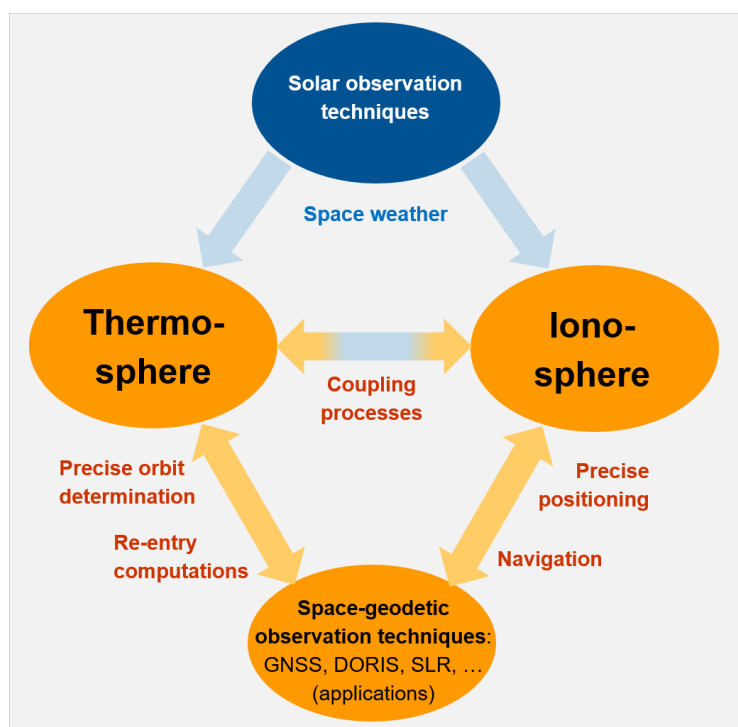 Solar observation
techniques
Space weather
Thermo-
sphere
Iono-
sphere
Coupling
processes
Precise orbit
determination
Re-entry
computations
Precise
positioning
Navigation
Space-geodetic
observation techniques:
GNSS, DORIS, SLR, …
(applications)